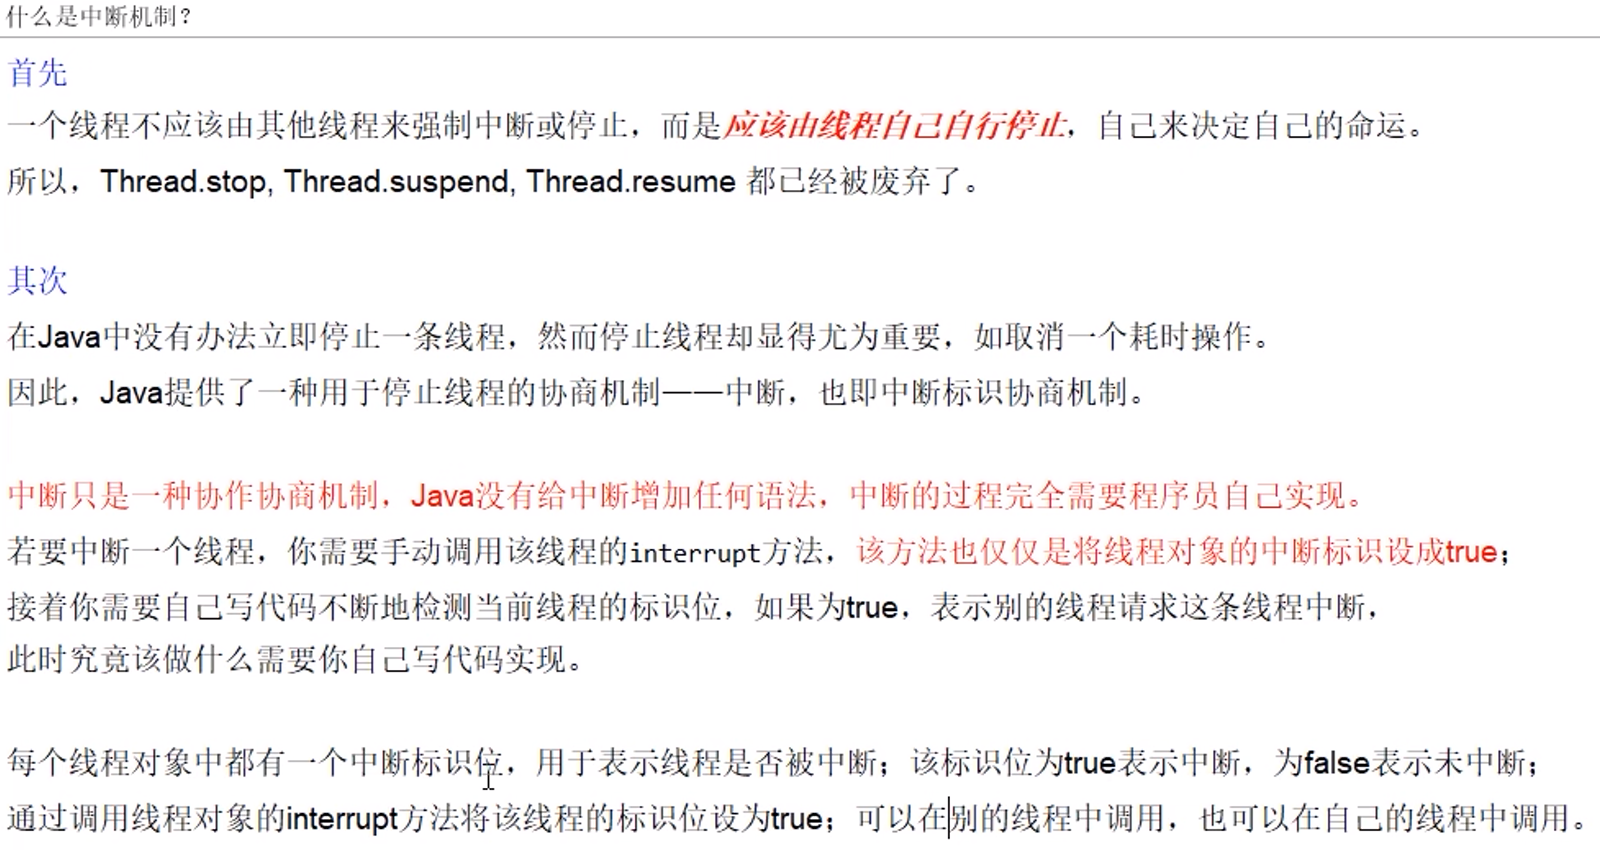 什么是中断机制?
首先
一个线程不应该由其他线程来强制中断或停止，而是应该由线程自己自行停止，自己来决定自己的命运。
所以，Thread.stop, Thread.suspend, Thread.resume 都已经被废弃了。
其次
在Java中没有办法立即停止一条线程，然而停止线程却显得尤为重要，如取消一个耗时操作。
因此，Java提供了一种用于停止线程的协商机制——中断，也即中断标识协商机制。
中断只是一种协作协商机制，Java没有给中断增加任何语法，中断的过程完全需要程序员自己实现。
若要中断一个线程，你需要手动调用该线程的interrupt方法，该方法也仅仅是将线程对象的中断标识设成true；
接着你需要自己写代码不断地检测当前线程的标识位，如果为true，表示别的线程请求这条线程中断，
此时究竟该做什么需要你自己写代码实现。
每个线程对象中都有一个中断标识位，用于表示线程是否被中断；该标识位为true表示中断，为false表示未中断；
通过调用线程对象的interrupt方法将该线程的标识位设为true；可以在别的线程中调用，也可以在自己的线程中调用。